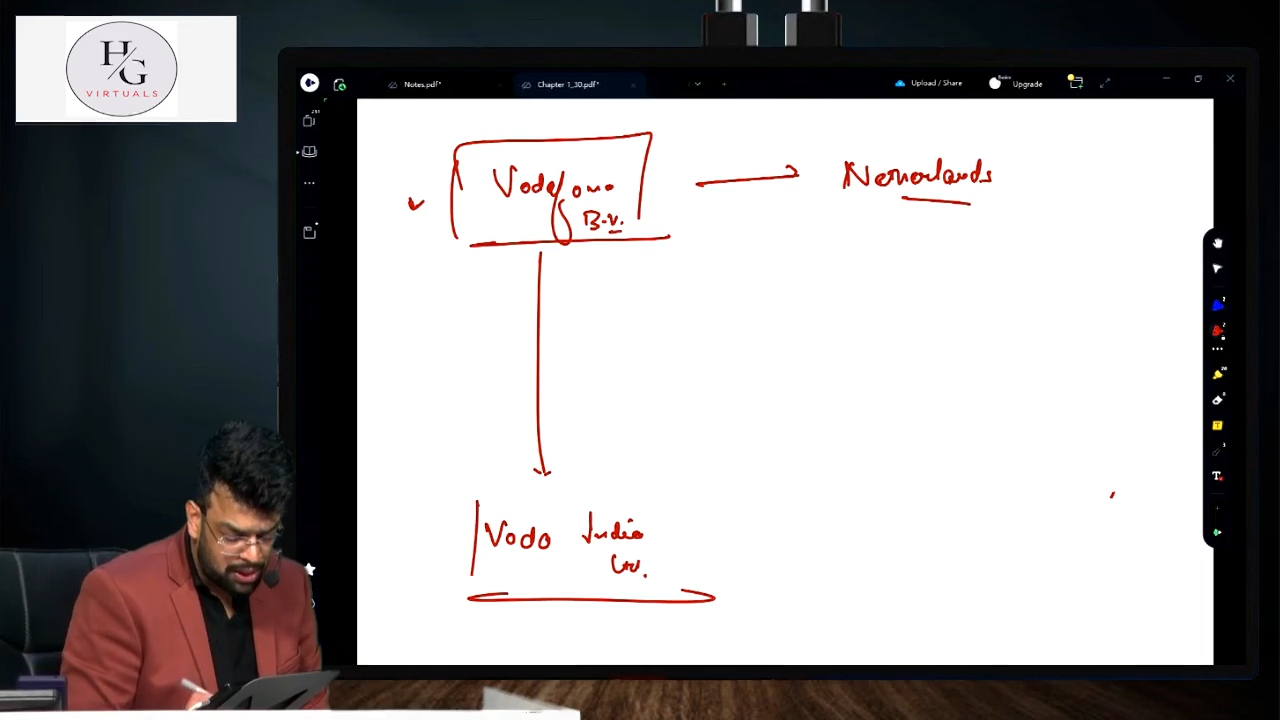 H/G
VIRTUALS
Notes.pdf*
Chapter 1_30.pdf*
Upload / Share
Upgrade
Vodafone
B.V.
Netherlands
Vodo India
Ltd.